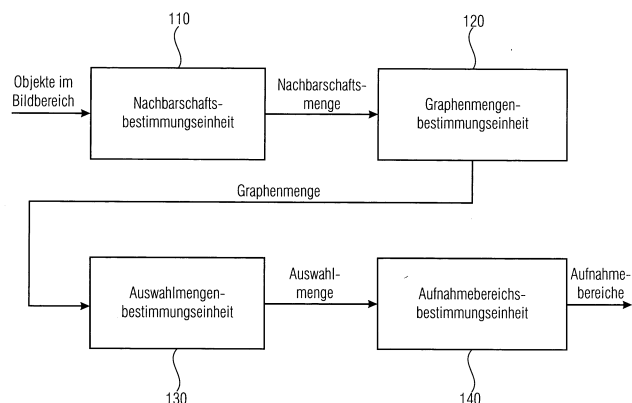 110
120
Objekte im
Bildbereich
Nachbarschafts-
bestimmungseinheit
Nachbarschafts-
menge
Graphenmengen-
bestimmungseinheit
Graphenmenge
Auswahlmengen-
bestimmungseinheit
Auswahl-
menge
Aufnahmebereichs-
bestimmungseinheit
Aufnahme-
bereiche
130
140